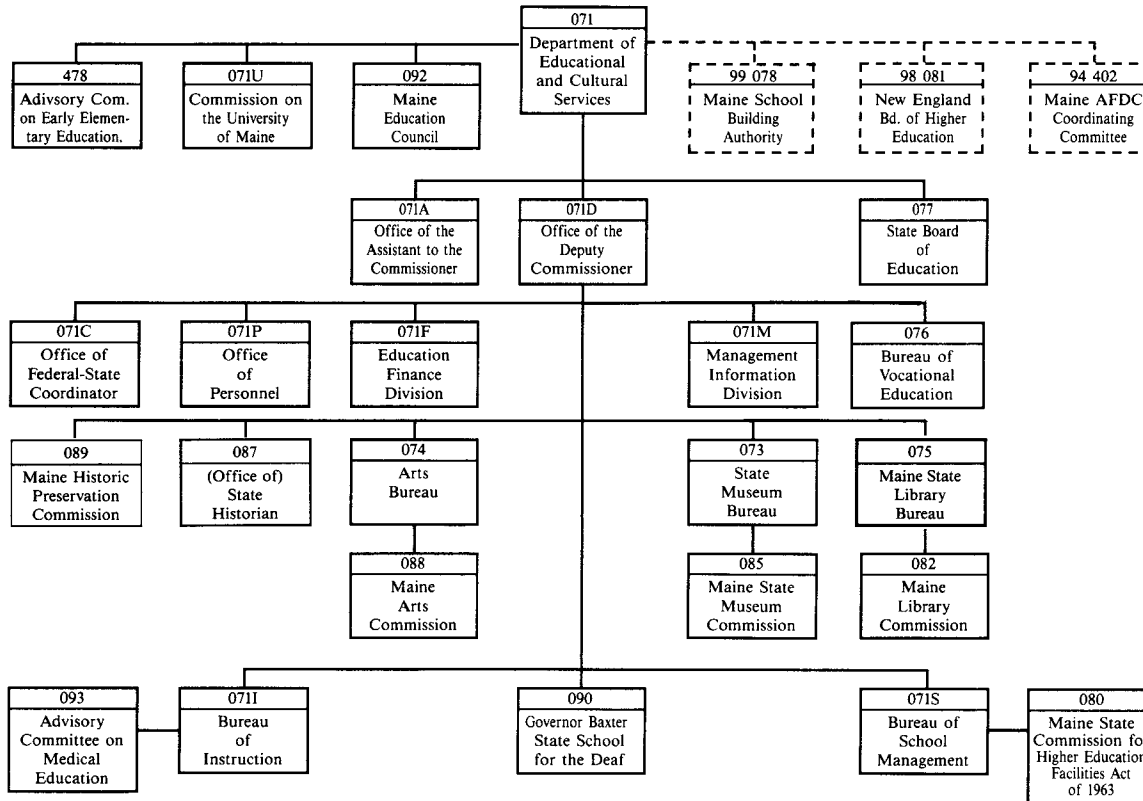 071
Department of
Educational
and Cultural
Services
478
Adivsory Com.
on Early Elemen-
tary Education.
071U
Commission on
the University
of Maine
092
Maine
Education
Council
99 078
Maine School
Building
Authority
98 081
New England
Bd. of Higher
Education
94 402
Maine AFDC
Coordinating
Committee
071A
Office of the
Assistant to the
Commissioner
071D
Office of the
Deputy
Commissioner
077
State Board
of
Education
071C
Office of
Federal-State
Coordinator
071P
Office
of
Personnel
071F
Education
Finance
Division
071M
Management
Information
Division
076
Bureau of
Vocational
Education
089
Maine Historic
Preservation
Commission
087
(Office of)
State
Historian
074
Arts
Bureau
073
State
Museum
Bureau
075
Maine State
Library
Bureau
088
Maine
Arts
Commission
085
Maine State
Museum
Commission
082
Maine
Library
Commission
093
Advisory
Committee on
Medical
Education
071I
Bureau
of
Instruction
090
Governor Baxter
State School
for the Deaf
071S
Bureau of
School
Management
080
Maine State
Commission fo
Higher Education
Facilities Act
of 1963